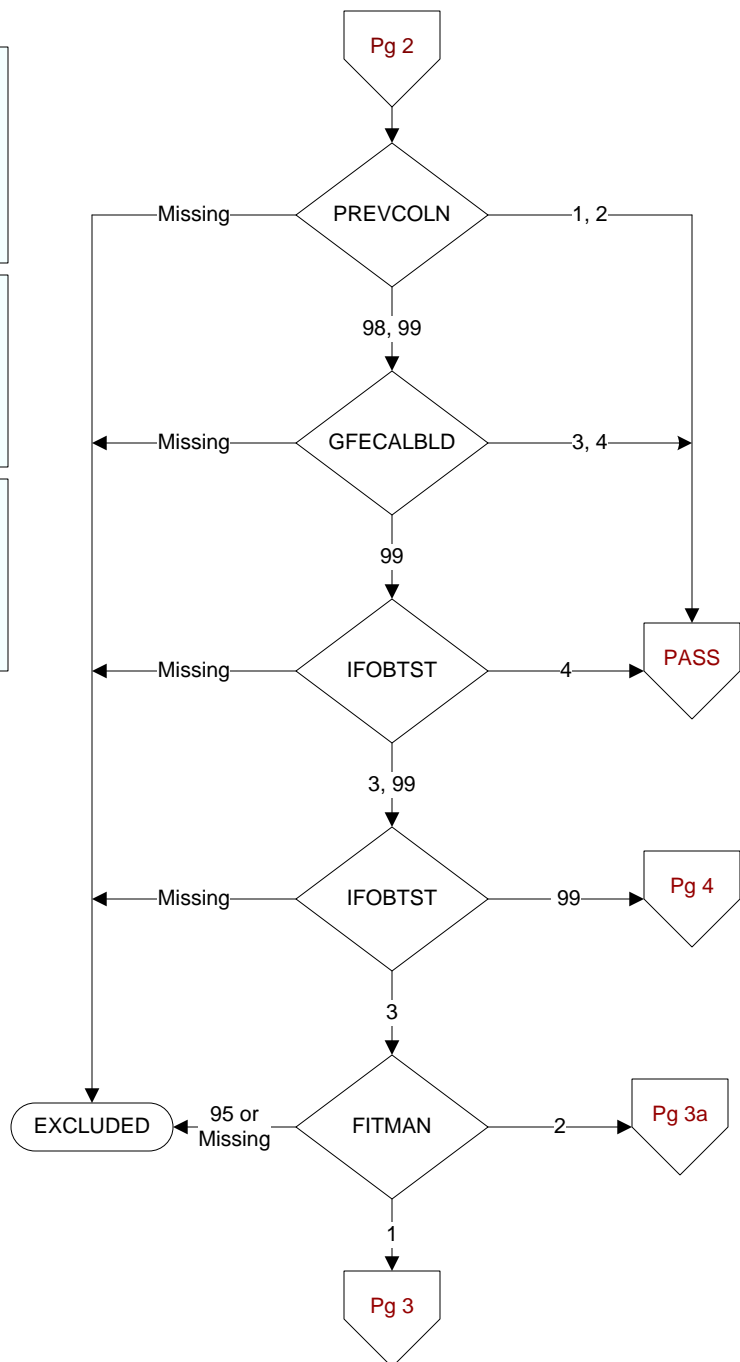 Pg 2
PREVCOLN
Missing
1, 2
98, 99
GFECALBLD
Missing
3, 4
99
IFOBTST
Missing
4
PASS
3, 99
IFOBTST
Missing
99
Pg 4
3
FITMAN
EXCLUDED
95 or
Missing
2
Pg 3a
1
Pg 3